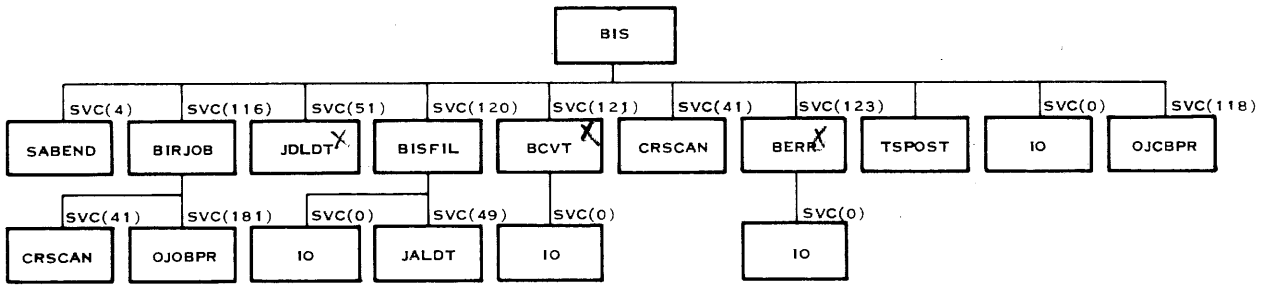 BIS
SVC(4) SVC(116) SVC(51) SVC(120) SVC(121) SVC(41) SVC(123) SVC(0) SVC(118)
SABEND BIRJOB JDLDT X BISFIL BCVT X CRSCAN BERR X TSPOST IO OJCBPR
SVC(41) SVC(181) SVC(0) SVC(49) SVC(0) SVC(0)
CRSCAN OJOBPR IO JALDT IO IO